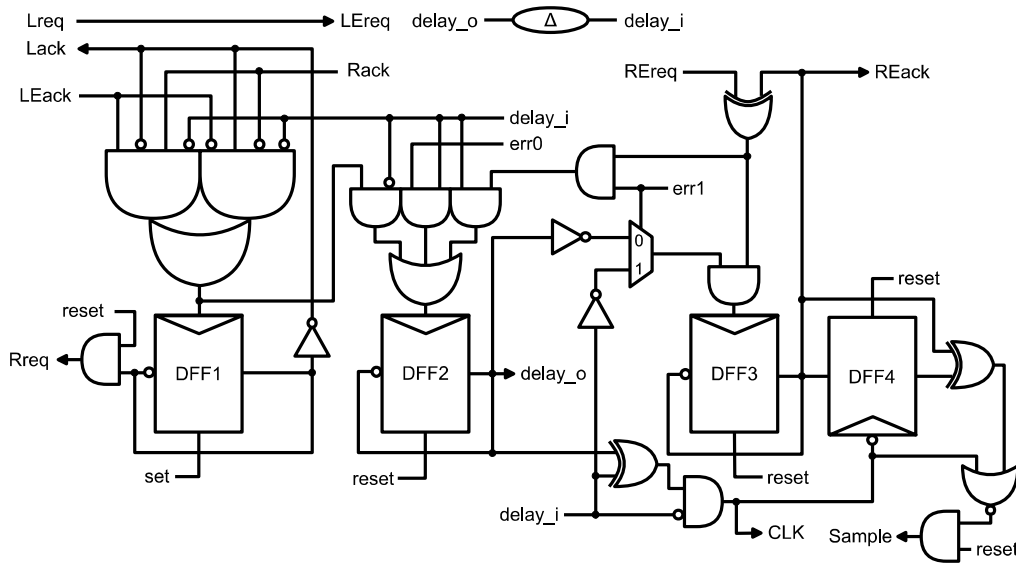 Lreq
LEreq
delay_o
Δ
delay_i
Lack
Rack
LEack
REreq
REack
delay_i
err0
err1
0
1
reset
reset
Rreq
DFF1
DFF2
delay_o
DFF3
DFF4
set
reset
reset
delay_i
CLK
Sample
reset